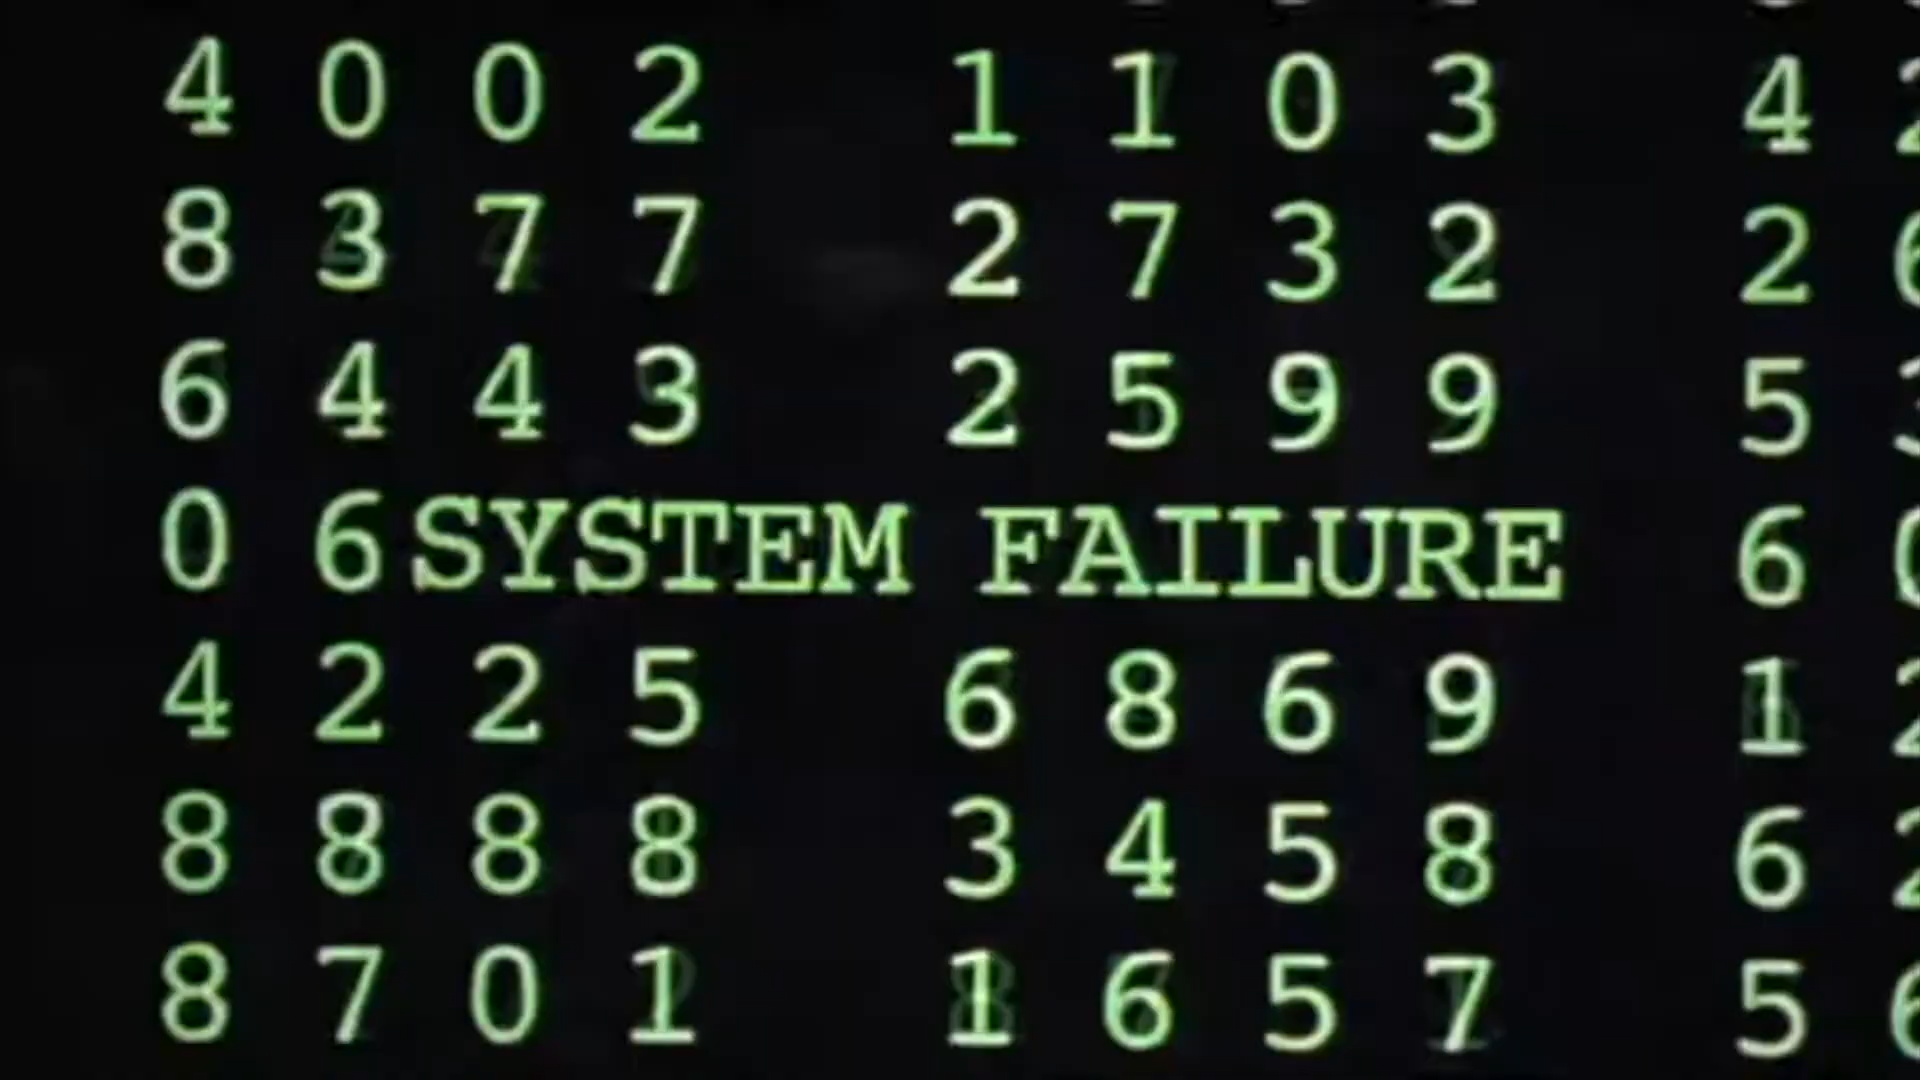 4 0 0 2 1 1 0 3 4
8 3 7 7 2 7 3 2 2
6 4 4 3 2 5 9 9 5
0 6 SYSTEM FAILURE 6
4 2 2 5 6 8 6 9 1
8 8 8 8 3 4 5 8 6
8 7 0 1 1 6 5 7 5